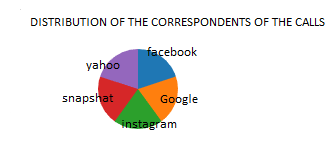 DISTRIBUTION OF THE CORRESPONDENTS OF THE CALLS
facebook
yahoo
snapshat
Google
instagram